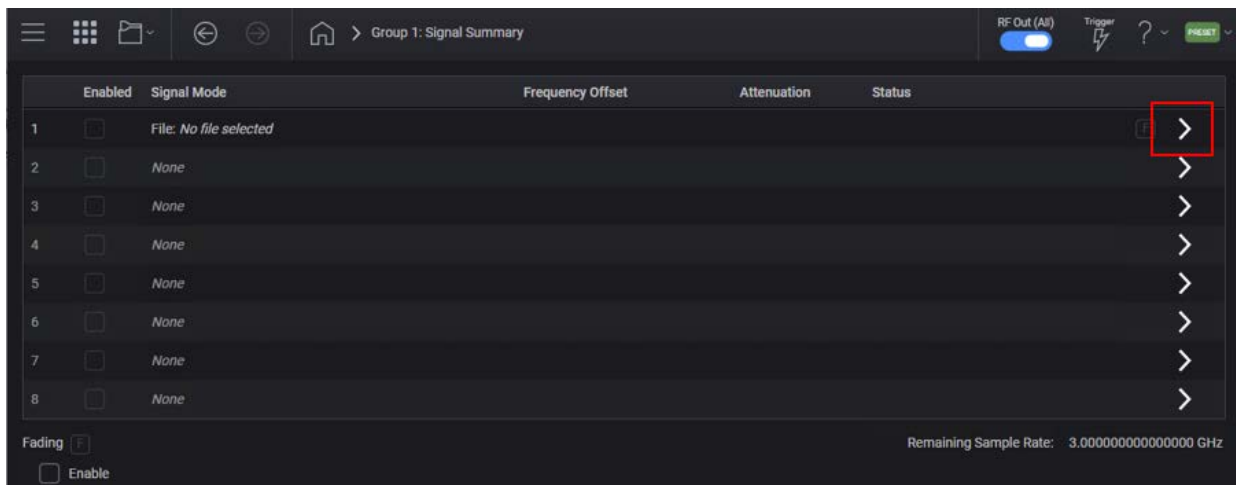 Group 1: Signal Summary
RF Out (All)
Trigger
?
PRESET
Enabled Signal Mode Frequency Offset Attenuation Status
1 File: No file selected F
2 None
3 None
4 None
5 None
6 None
7 None
8 None
Fading F
Remaining Sample Rate: 3.000000000000000 GHz
Enable